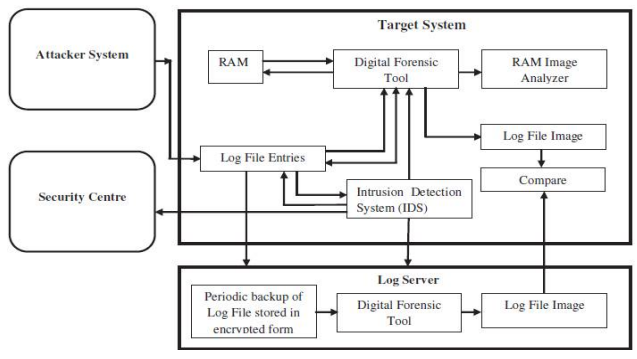 Target System
Attacker System
RAM
Digital Forensic
Tool
RAM Image
Analyzer
Log File Image
Log File Entries
Compare
Security Centre
Intrusion Detection
System (IDS)
Log Server
Periodic backup of
Log File stored in
encrypted form
Digital Forensic
Tool
Log File Image